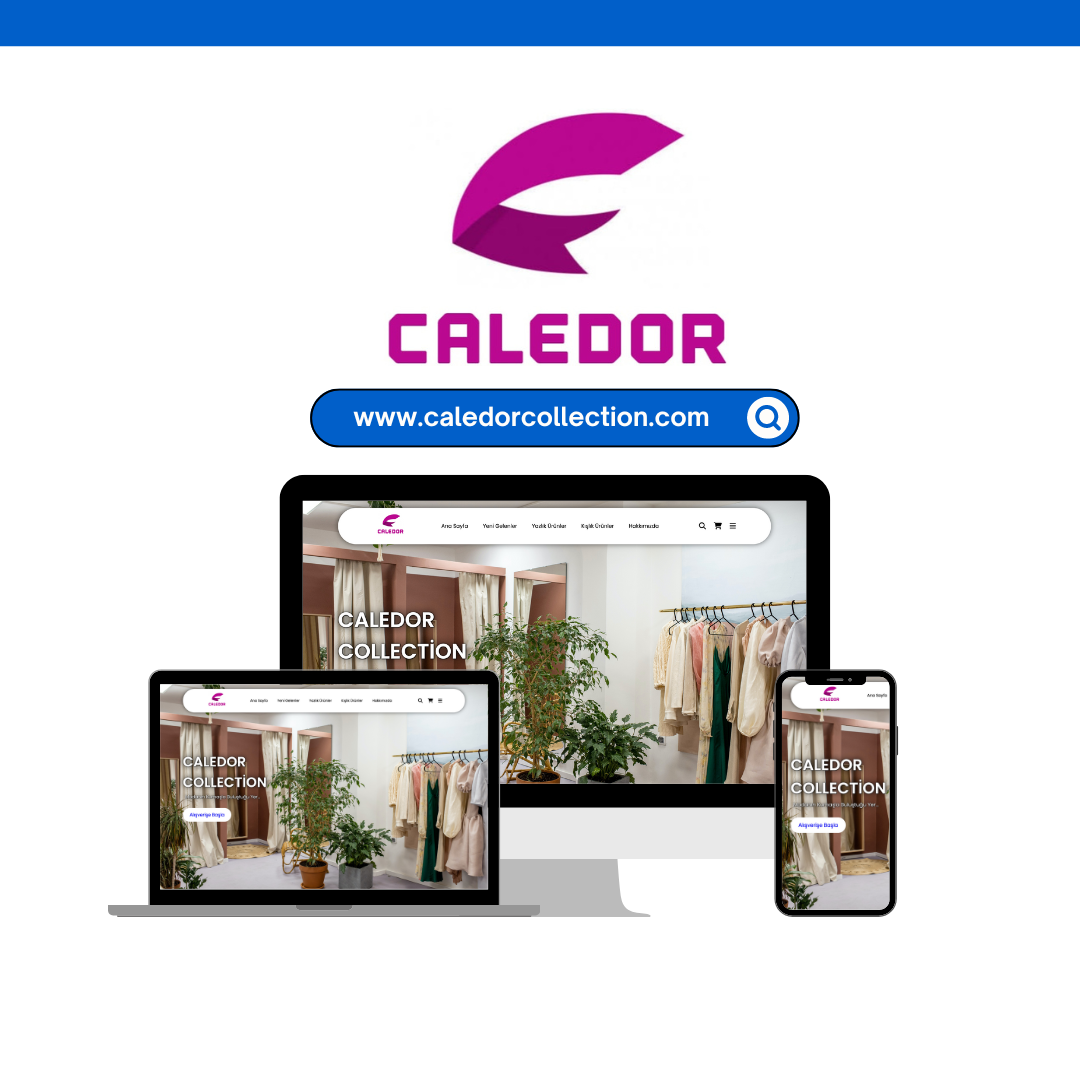 CALEDOR
www.caledorcollection.com
CALEDOR
Ana Sayfa Yeni Gelenler Yazlık Ürünler Kışlık Ürünler Hakkımızda
CALEDOR
COLLECTİON
CALEDOR
Ana Sayfa Yeni Gelenler Yazlık Ürünler Kışlık Ürünler Hakkımızda
CALEDOR
COLLECTİON
Alışverişe Başla
CALEDOR
Ana Sayfa
CALEDOR
COLLECTİON
Buluştuğu Yer...
Alışverişe Başla